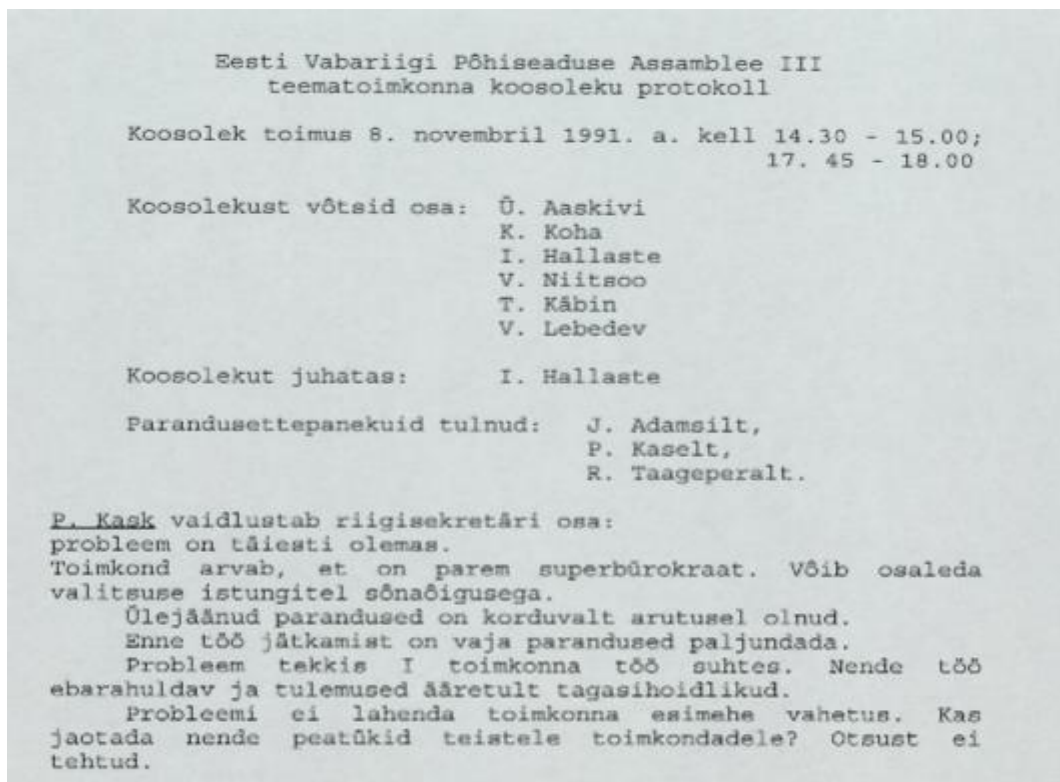 Eesti Vabariigi Põhiseaduse Assamblee III
teematoimkonna koosoleku protokoll
Koosolek toimus 8. novembril 1991. a. kell 14.30 - 15.00;
17. 45 - 18.00
Koosolekust võtsid osa: Ü. Aaskivi
K. Koha
I. Hallaste
V. Niitsoo
T. Käbin
V. Lebedev
Koosolekut juhatas: I. Hallaste
Parandusettepanekuid tulnud: J. Adamsilt,
P. Kaselt,
R. Taageperalt.
P. Kask vaidlustab riigisekretäri osa:
probleem on täiesti olemas.
Toimkond arvab, et on parem superbürokraat. Võib osaleda
valitsuse istungitel sõnaõigusega.
Ülejäänud parandused on korduvalt arutusel olnud.
Enne töö jätkamist on vaja parandused paljundada.
Probleem tekkis I toimkonna töö suhtes. Nende töö
ebarahuldav ja tulemused ääretult tagasihoidlikud.
Probleemi ei lahenda toimkonna esimehe vahetus. Kas
jaotada nende peatükid teistele toimkondadele? Otsust ei
tehtud.